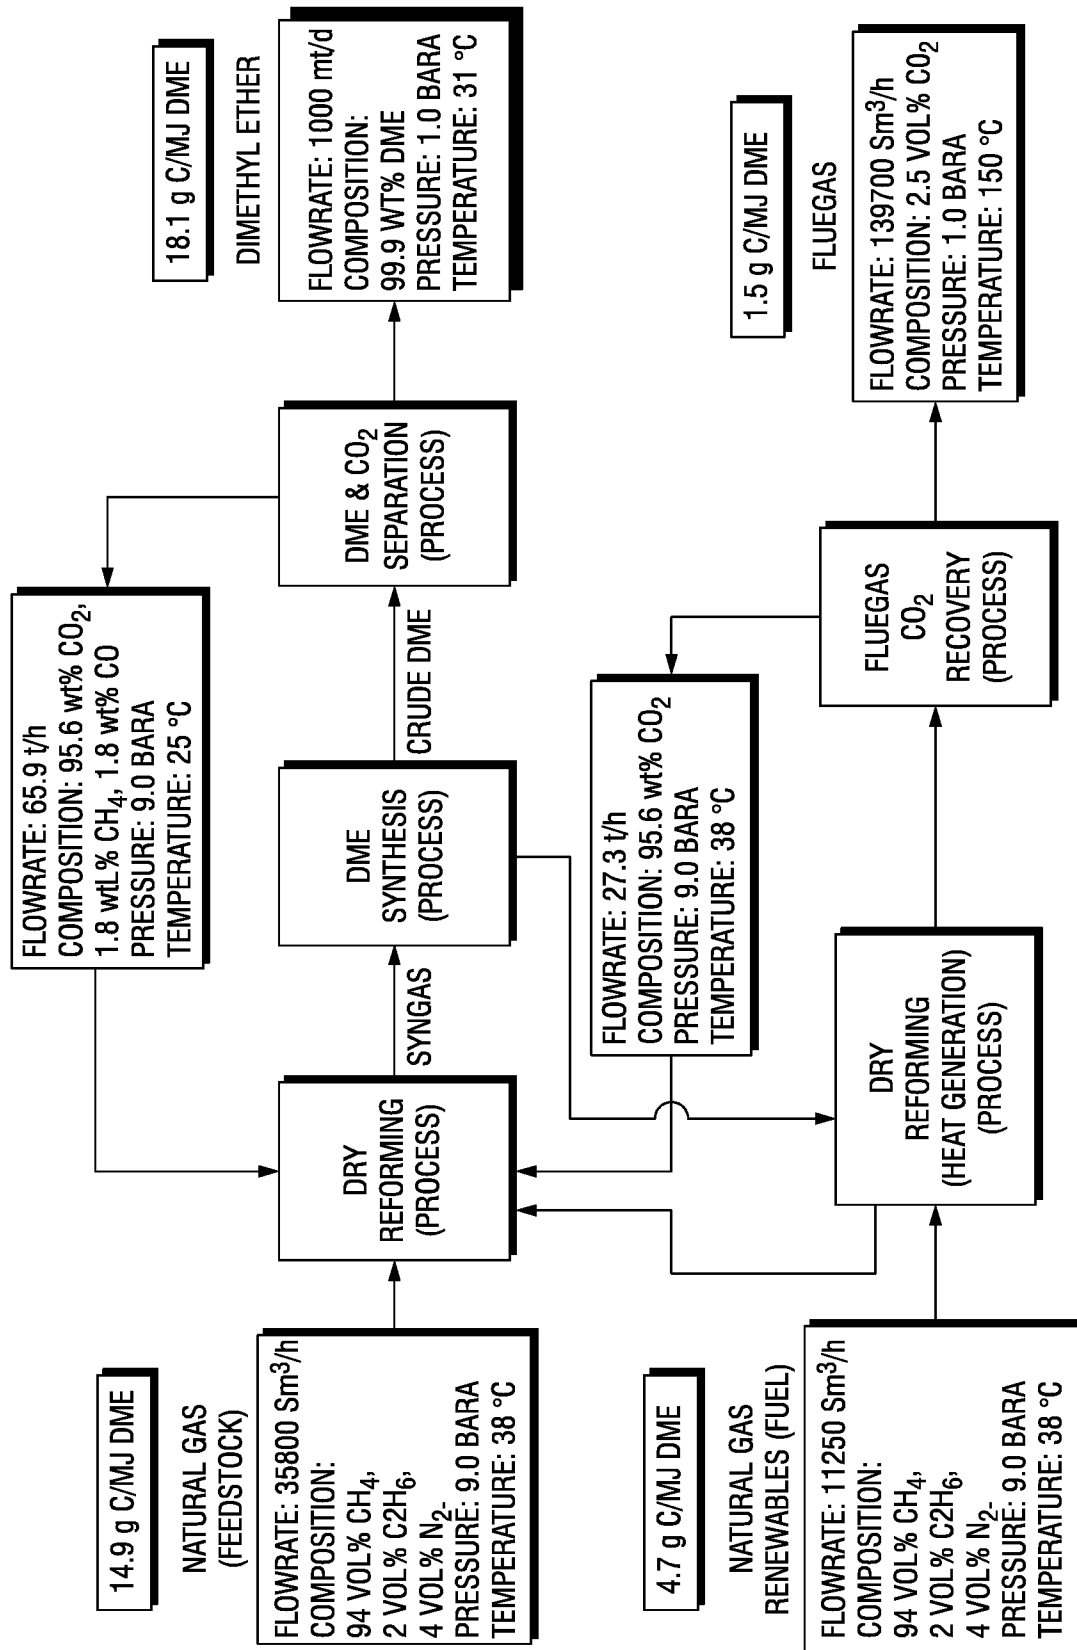 14.9 g C/MJ DME
NATURAL GAS
(FEEDSTOCK)
FLOWRATE: 35800 Sm³/h
COMPOSITION:
94 VOL% CH₄,
2 VOL% C2H₆,
4 VOL% N₂-
PRESSURE: 9.0 BARA
TEMPERATURE: 38 °C
FLOWRATE: 65.9 t/h
COMPOSITION: 95.6 wt% CO₂,
1.8 wtL% CH₄, 1.8 wt% CO
PRESSURE: 9.0 BARA
TEMPERATURE: 25 °C
DRY
REFORMING
(PROCESS)
SYNGAS
DME
SYNTHESIS
(PROCESS)
CRUDE DME
DME & CO₂
SEPARATION
(PROCESS)
18.1 g C/MJ DME
DIMETHYL ETHER
FLOWRATE: 1000 mt/d
COMPOSITION:
99.9 WT% DME
PRESSURE: 1.0 BARA
TEMPERATURE: 31 °C
4.7 g C/MJ DME
NATURAL GAS
RENEWABLES (FUEL)
FLOWRATE: 11250 Sm³/h
COMPOSITION:
94 VOL% CH₄,
2 VOL% C2H₆,
4 VOL% N₂-
PRESSURE: 9.0 BARA
TEMPERATURE: 38 °C
FLOWRATE: 27.3 t/h
COMPOSITION: 95.6 wt% CO₂
PRESSURE: 9.0 BARA
TEMPERATURE: 38 °C
DRY
REFORMING
(HEAT GENERATION)
(PROCESS)
FLUEGAS
CO₂
RECOVERY
(PROCESS)
1.5 g C/MJ DME
FLUEGAS
FLOWRATE: 139700 Sm³/h
COMPOSITION: 2.5 VOL% CO₂
PRESSURE: 1.0 BARA
TEMPERATURE: 150 °C